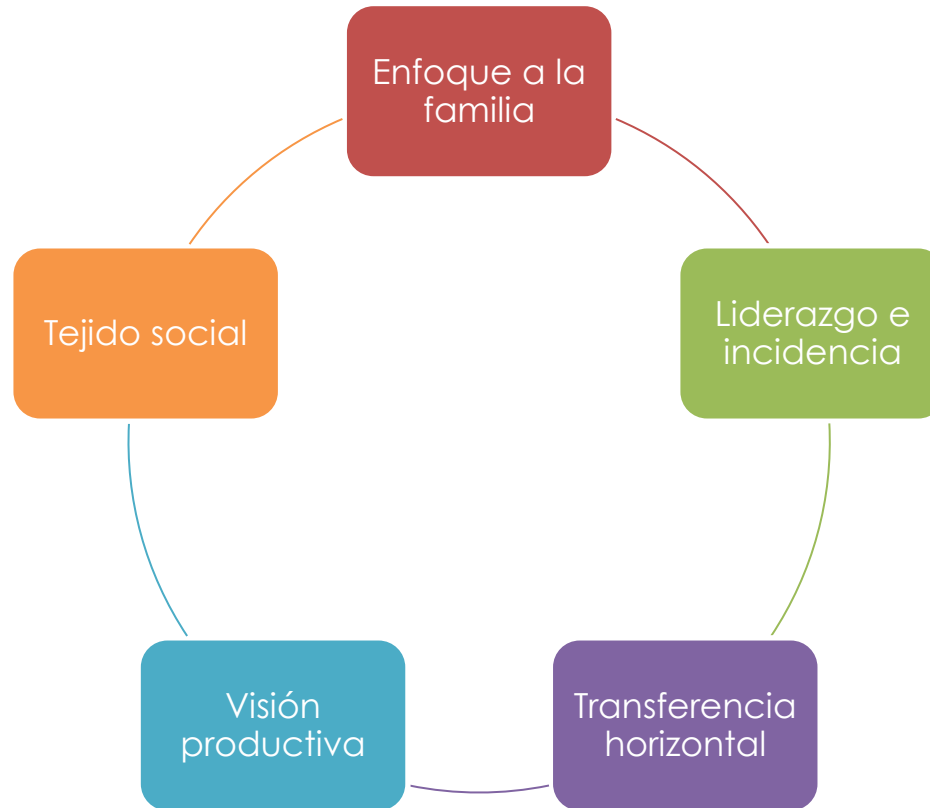 Enfoque a la
familia
Liderazgo e
incidencia
Transferencia
horizontal
Visión
productiva
Tejido social